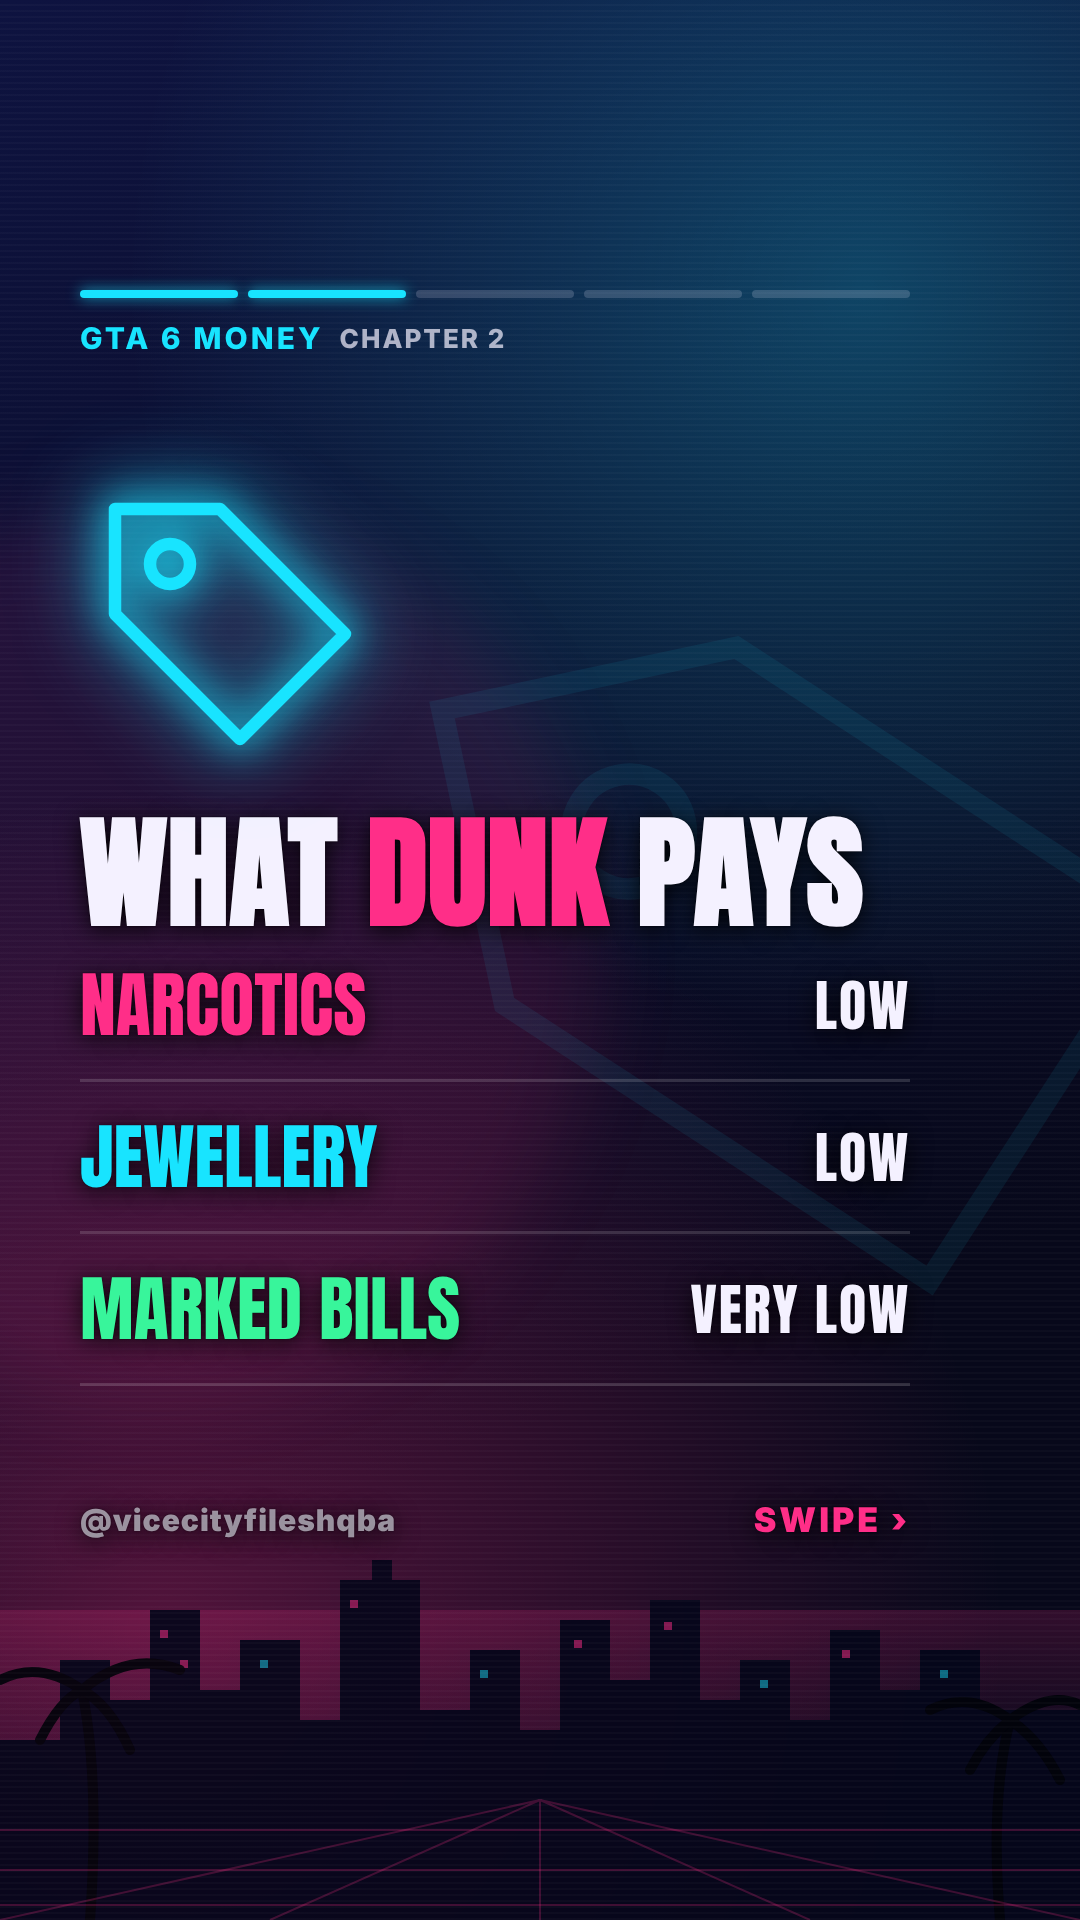 GTA 6 MONEY CHAPTER 2
WHAT DUNK PAYS
NARCOTICS LOW
JEWELLERY LOW
MARKED BILLS VERY LOW
@vicecityfileshqba SWIPE ›